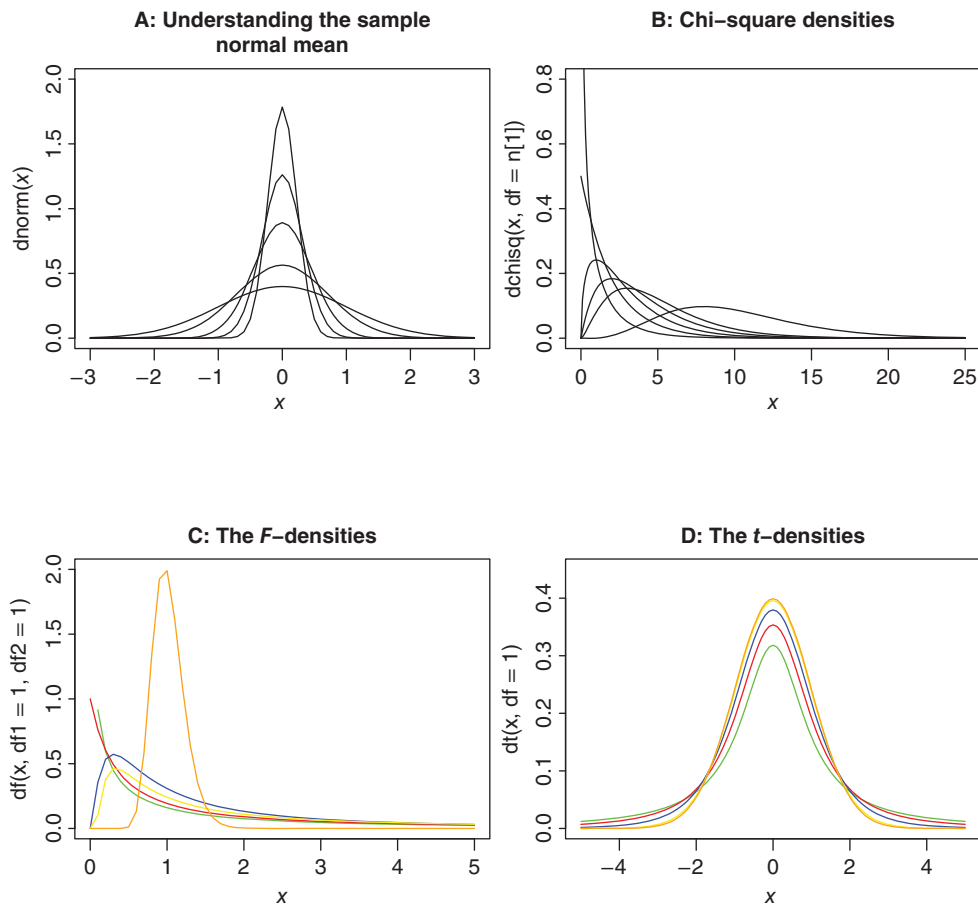 A: Understanding the sample
normal mean
dnorm(x)
0.0 0.5 1.0 1.5 2.0
−3 −2 −1 0 1 2 3
x
B: Chi−square densities
dchisq(x, df = n[1])
0.0 0.2 0.4 0.6 0.8
0 5 10 15 20 25
x
C: The F−densities
df(x, df1 = 1, df2 = 1)
0.0 0.5 1.0 1.5 2.0
0 1 2 3 4 5
x
D: The t−densities
dt(x, df = 1)
0.0 0.1 0.2 0.3 0.4
−4 −2 0 2 4
x